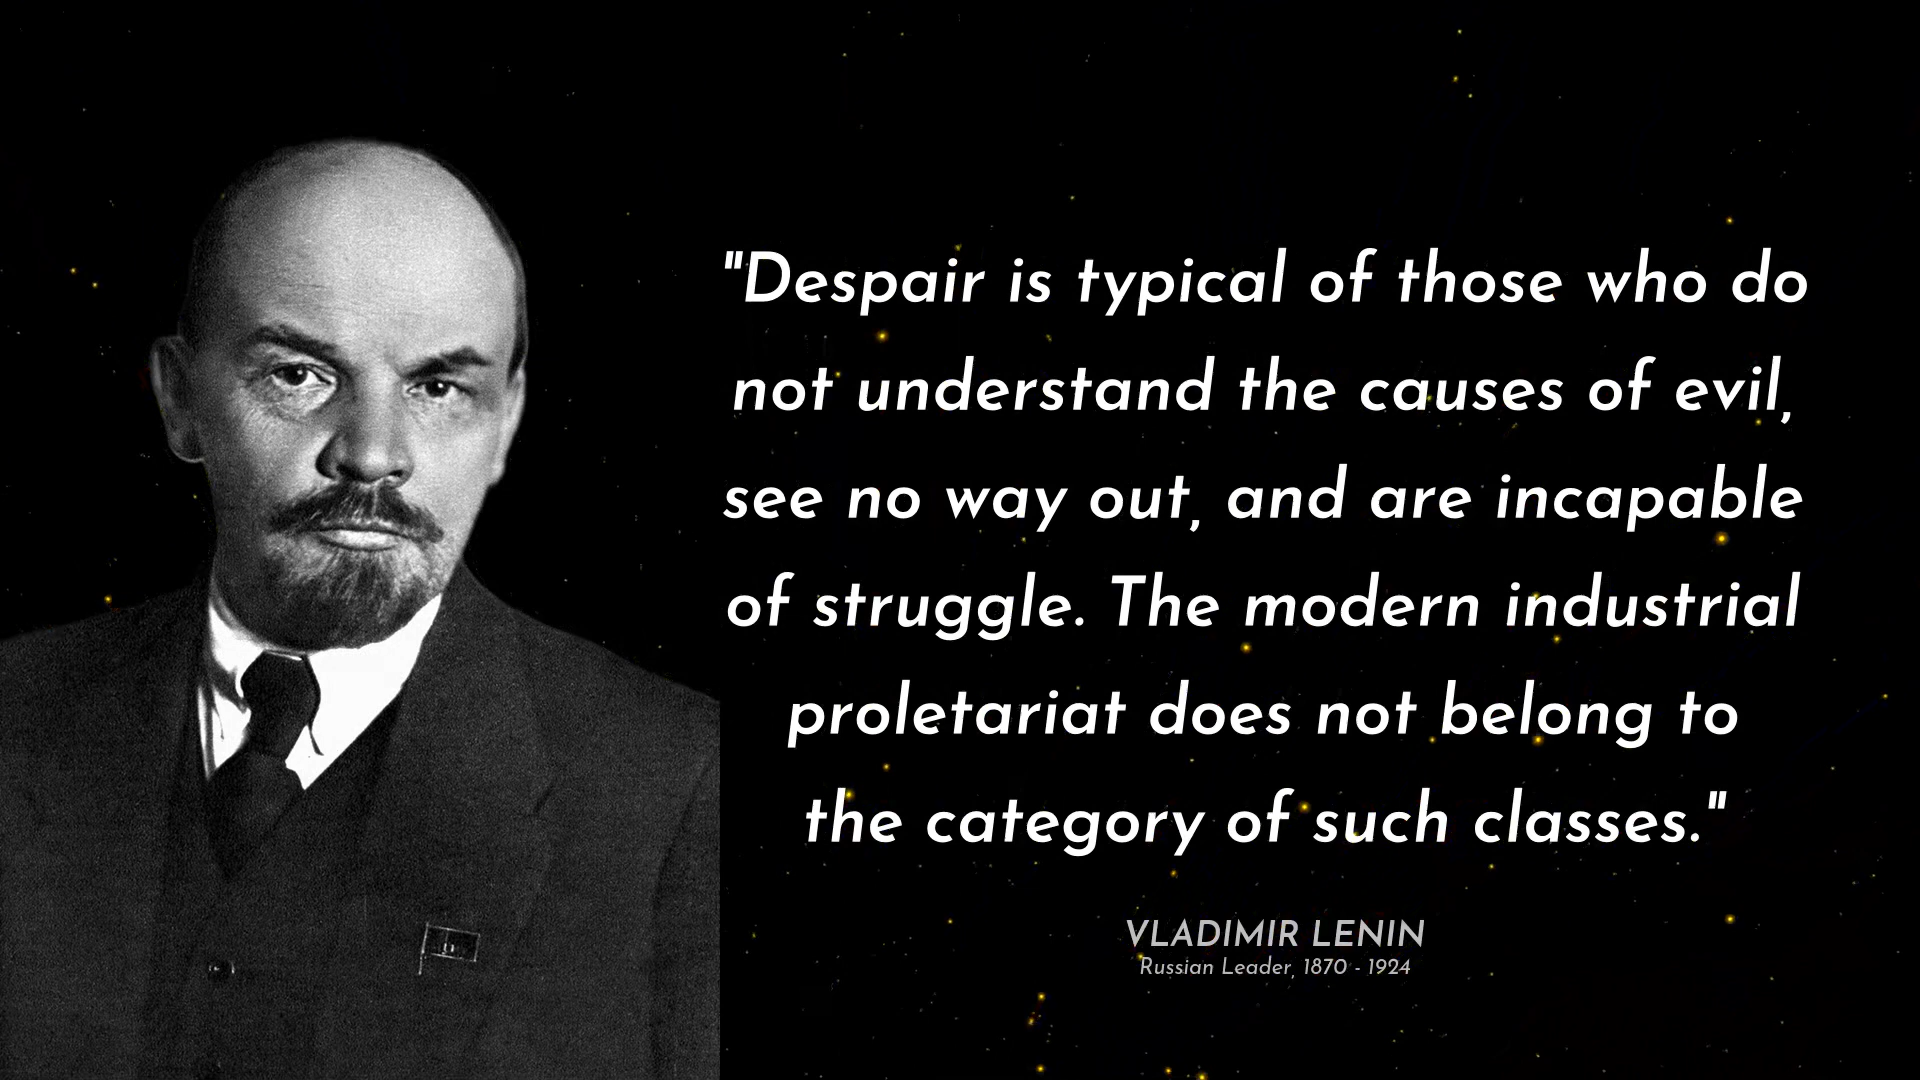 "Despair is typical of those who do
not understand the causes of evil,
see no way out, and are incapable
of struggle. The modern industrial
proletariat does not belong to
the category of such classes."
VLADIMIR LENIN
Russian Leader, 1870 - 1924